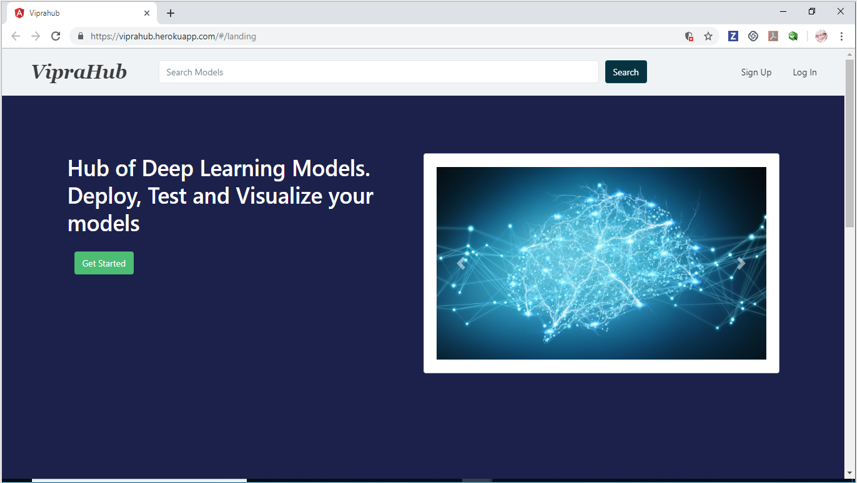 Viprahub
https://viprahub.herokuapp.com/#/landing
VipraHub
Search Models
Search
Sign Up
Log In
Hub of Deep Learning Models.
Deploy, Test and Visualize your
models
Get Started